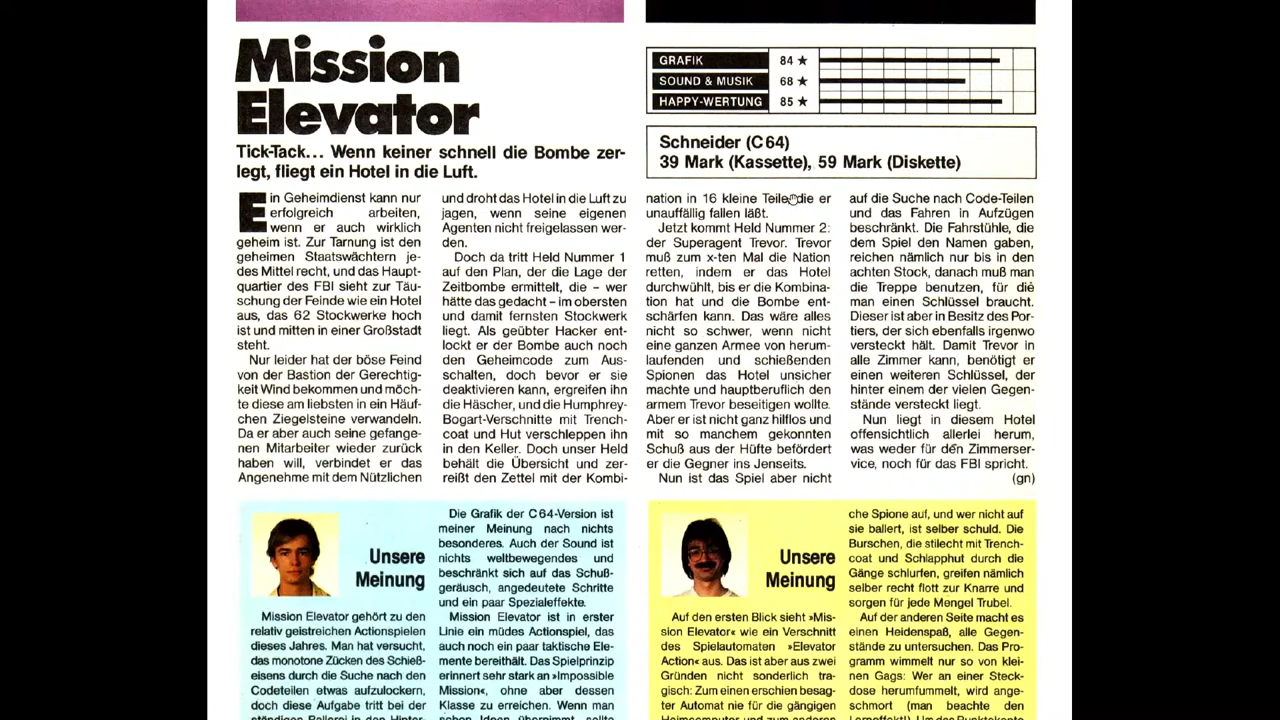 Mission
Elevator
Tick-Tack... Wenn keiner schnell die Bombe zer-
legt, fliegt ein Hotel in die Luft.
GRAFIK 84 ★
SOUND & MUSIK 68 ★
HAPPY-WERTUNG 85 ★
Schneider (C 64)
39 Mark (Kassette), 59 Mark (Diskette)
Ein Geheimdienst kann nur
erfolgreich arbeiten,
wenn er auch wirklich
geheim ist. Zur Tarnung ist den
geheimen Staatswächtern je-
des Mittel recht, und das Haupt-
quartier des FBI sieht zur Täu-
schung der Feinde wie ein Hotel
aus, das 62 Stockwerke hoch
ist und mitten in einer Großstadt
steht.
Nur leider hat der böse Feind
von der Bastion der Gerechtig-
keit Wind bekommen und möch-
te diese am liebsten in ein Häuf-
chen Ziegelsteine verwandeln.
Da er aber auch seine gefange-
nen Mitarbeiter wieder zurück
haben will, verbindet er das
Angenehme mit dem Nützlichen
und droht das Hotel in die Luft zu
jagen, wenn seine eigenen
Agenten nicht freigelassen wer-
den.
Doch da tritt Held Nummer 1
auf den Plan, der die Lage der
Zeitbombe ermittelt, die – wer
hätte das gedacht – im obersten
und damit fernsten Stockwerk
liegt. Als geübter Hacker ent-
lockt er der Bombe auch noch
den Geheimcode zum Aus-
schalten, doch bevor er sie
deaktivieren kann, ergreifen ihn
die Häscher, und die Humphrey-
Bogart-Verschnitte mit Trench-
coat und Hut verschleppen ihn
in den Keller. Doch unser Held
behält die Übersicht und zer-
reißt den Zettel mit der Kombi-
nation in 16 kleine Teile, die er
unauffällig fallen läßt.
Jetzt kommt Held Nummer 2:
der Superagent Trevor. Trevor
muß zum x-ten Mal die Nation
retten, indem er das Hotel
durchwühlt, bis er die Kombina-
tion hat und die Bombe ent-
schärfen kann. Das wäre alles
nicht so schwer, wenn nicht
eine ganzen Armee von herum-
laufenden und schießenden
Spionen das Hotel unsicher
machte und hauptberuflich den
armem Trevor beseitigen wollte.
Aber er ist nicht ganz hilflos und
mit so manchem gekonnten
Schuß aus der Hüfte befördert
er die Gegner ins Jenseits.
Nun ist das Spiel aber nicht
auf die Suche nach Code-Teilen
und das Fahren in Aufzügen
beschränkt. Die Fahrstühle, die
dem Spiel den Namen gaben,
reichen nämlich nur bis in den
achten Stock, danach muß man
die Treppe benutzen, für die
man einen Schlüssel braucht.
Dieser ist aber in Besitz des Por-
tiers, der sich ebenfalls irgenwo
versteckt hält. Damit Trevor in
alle Zimmer kann, benötigt er
einen weiteren Schlüssel, der
hinter einem der vielen Gegen-
stände versteckt liegt.
Nun liegt in diesem Hotel
offensichtlich allerlei herum,
was weder für den Zimmerser-
vice, noch für das FBI spricht.
(gn)
Unsere
Meinung
Mission Elevator gehört zu den
relativ geistreichen Actionspielen
dieses Jahres. Man hat versucht,
das monotone Zücken des Schieß-
eisens durch die Suche nach den
Codeteilen etwas aufzulockern,
doch diese Aufgabe tritt bei der
ständigen Ballerei in den Hinter-
Die Grafik der C 64-Version ist
meiner Meinung nach nichts
besonderes. Auch der Sound ist
nichts weltbewegendes und
beschränkt sich auf das Schuß-
geräusch, angedeutete Schritte
und ein paar Spezialeffekte.
Mission Elevator ist in erster
Linie ein müdes Actionspiel, das
auch noch ein paar taktische Ele-
mente bereithält. Das Spielprinzip
erinnert sehr stark an »Impossible
Mission«, ohne aber dessen
Klasse zu erreichen. Wenn man
schon Ideen übernimmt, sollte
Unsere
Meinung
Auf den ersten Blick sieht »Mis-
sion Elevator« wie ein Verschnitt
des Spielautomaten »Elevator
Action« aus. Das ist aber aus zwei
Gründen nicht sonderlich tra-
gisch: Zum einen erschien besag-
ter Automat nie für die gängigen
Heimcomputer und zum anderen
che Spione auf, und wer nicht auf
sie ballert, ist selber schuld. Die
Burschen, die stilecht mit Trench-
coat und Schlapphut durch die
Gänge schlurfen, greifen nämlich
selber recht flott zur Knarre und
sorgen für jede Mengel Trubel.
Auf der anderen Seite macht es
einen Heidenspaß, alle Gegen-
stände zu untersuchen. Das Pro-
gramm wimmelt nur so von klei-
nen Gags: Wer an einer Steck-
dose herumfummelt, wird ange-
schmort (man beachte den
Lerneffekt!). Um das Punktekonto